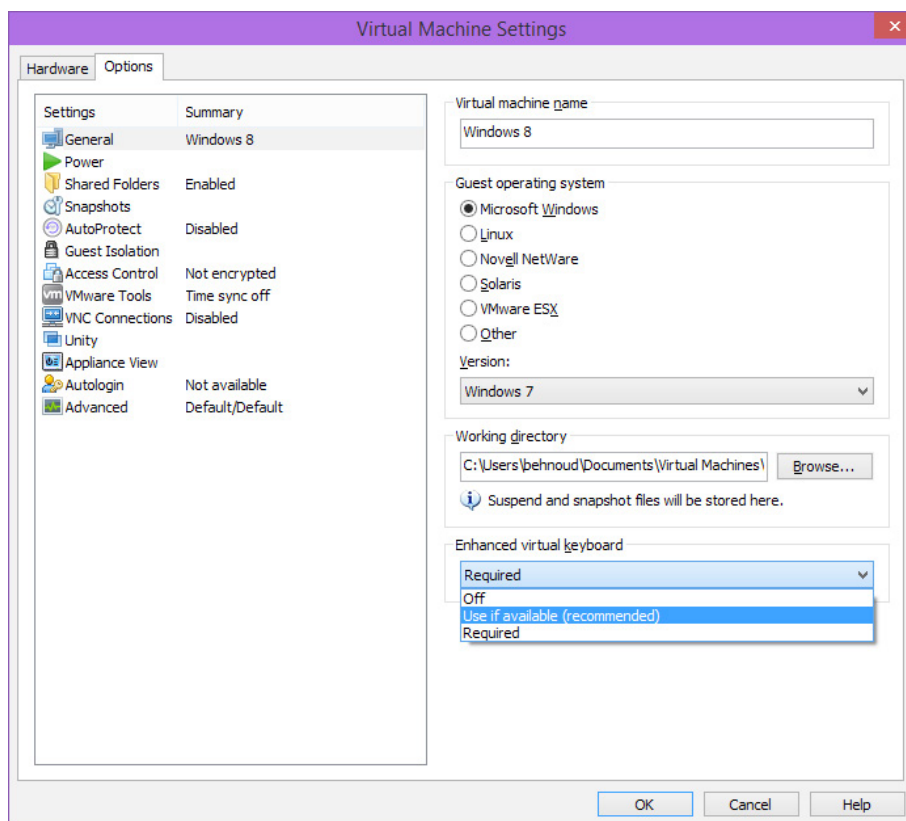 Virtual Machine Settings
Hardware Options
Settings Summary
General Windows 8
Power
Shared Folders Enabled
Snapshots
AutoProtect Disabled
Guest Isolation
Access Control Not encrypted
VMware Tools Time sync off
VNC Connections Disabled
Unity
Appliance View
Autologin Not available
Advanced Default/Default
Virtual machine name
Windows 8
Guest operating system
Microsoft Windows
Linux
Novell NetWare
Solaris
VMware ESX
Other
Version:
Windows 7
Working directory
C:\Users\behnoud\Documents\Virtual Machines\
Browse...
Suspend and snapshot files will be stored here.
Enhanced virtual keyboard
Required
Off
Use if available (recommended)
Required
OK Cancel Help